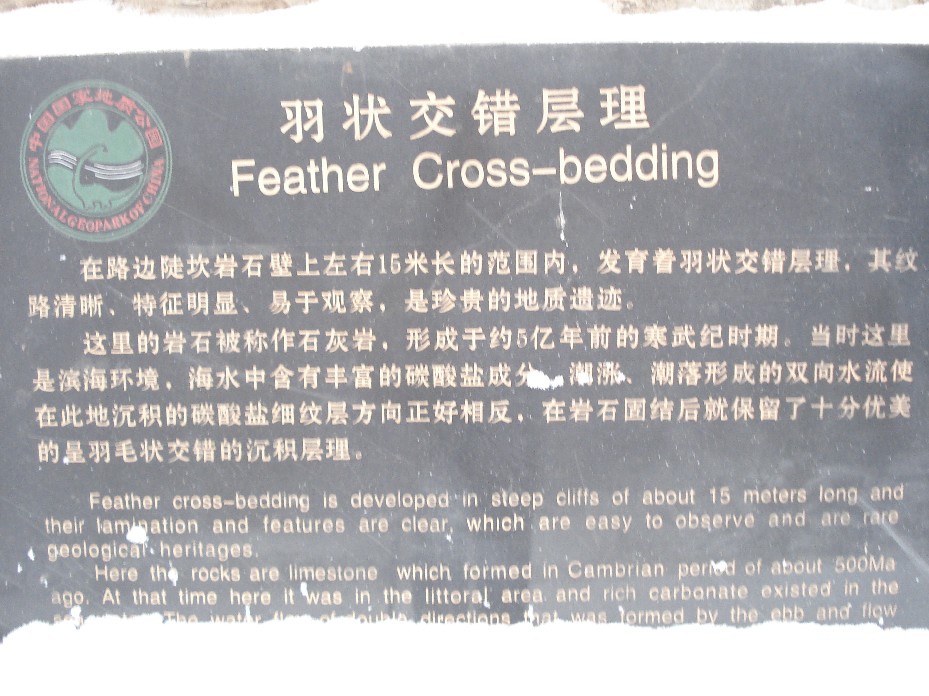 中国国家地质公园
NATIONAL GEOPARK OF CHINA
羽状交错层理
Feather Cross-bedding
在路边陡坎岩石壁上左右15米长的范围内，发育着羽状交错层理，其纹
路清晰、特征明显、易于观察，是珍贵的地质遗迹。
这里的岩石被称作石灰岩，形成于约5亿年前的寒武纪时期。当时这里
是滨海环境，海水中含有丰富的碳酸盐成分，潮涨、潮落形成的双向水流使
在此地沉积的碳酸盐细纹层方向正好相反，在岩石固结后就保留了十分优美
的呈羽毛状交错的沉积层理。
Feather cross-bedding is developed in steep cliffs of about 15 meters long and
their lamination and features are clear, which are easy to observe and are rare
geological heritages.
Here the rocks are limestone which formed in Cambrian period of about 500Ma
ago. At that time here it was in the littoral area and rich carbonate existed in the
The water flow of double directions that was formed by the ebb and flow